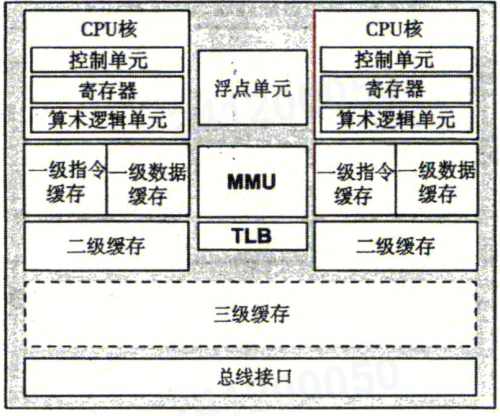 CPU核
控制单元
寄存器
算术逻辑单元
一级指令
缓存
一级数据
缓存
二级缓存
浮点单元
MMU
TLB
CPU核
控制单元
寄存器
算术逻辑单元
一级指令
缓存
一级数据
缓存
二级缓存
三级缓存
总线接口